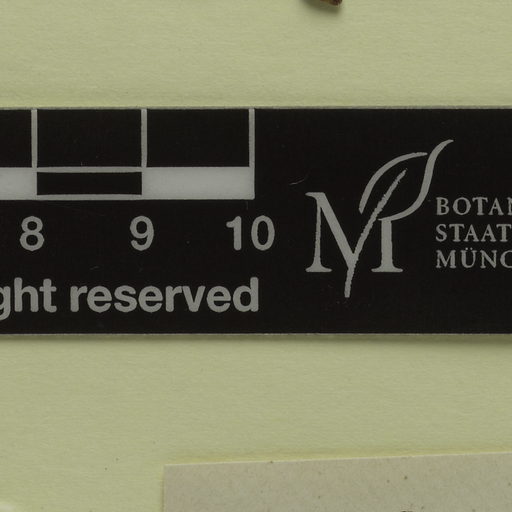 8 9 10
ght reserved
BOTAN
STAAT
MÜNC